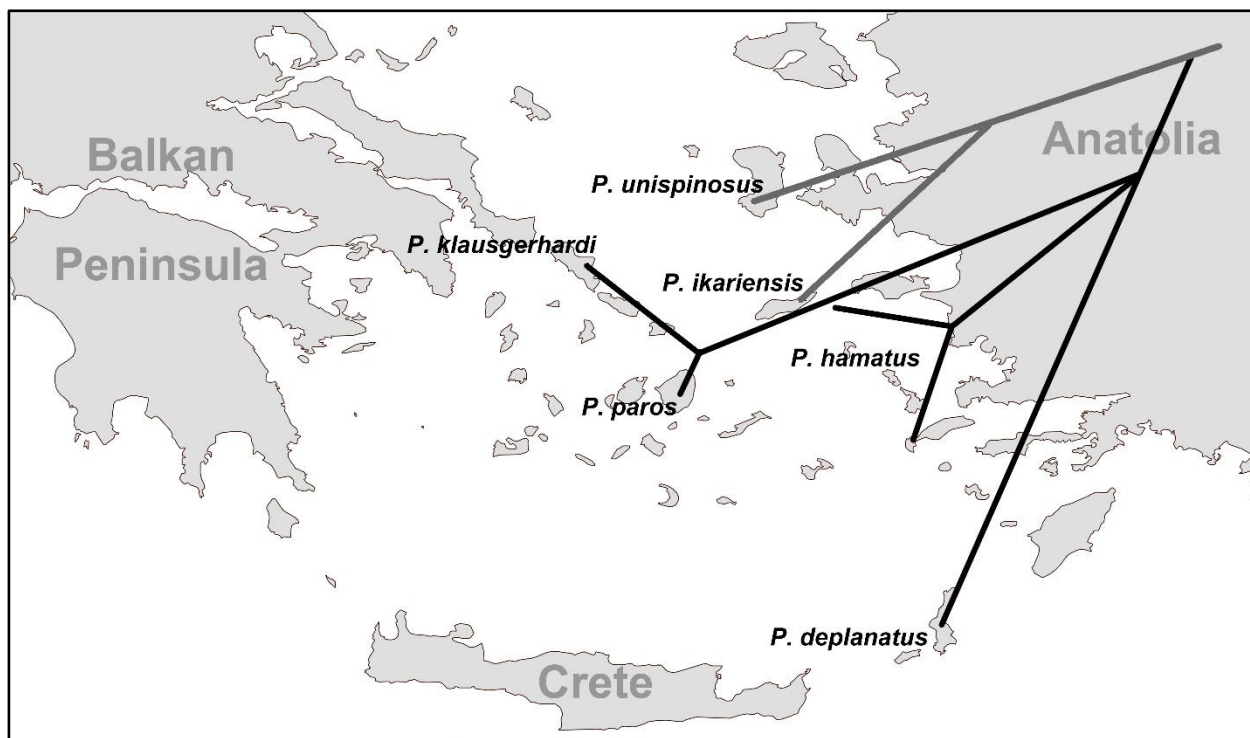 Balkan
Peninsula
Anatolia
P. unispinosus
P. klausgerhardi
P. ikariensis
P. hamatus
P. paros
P. deplanatus
Crete